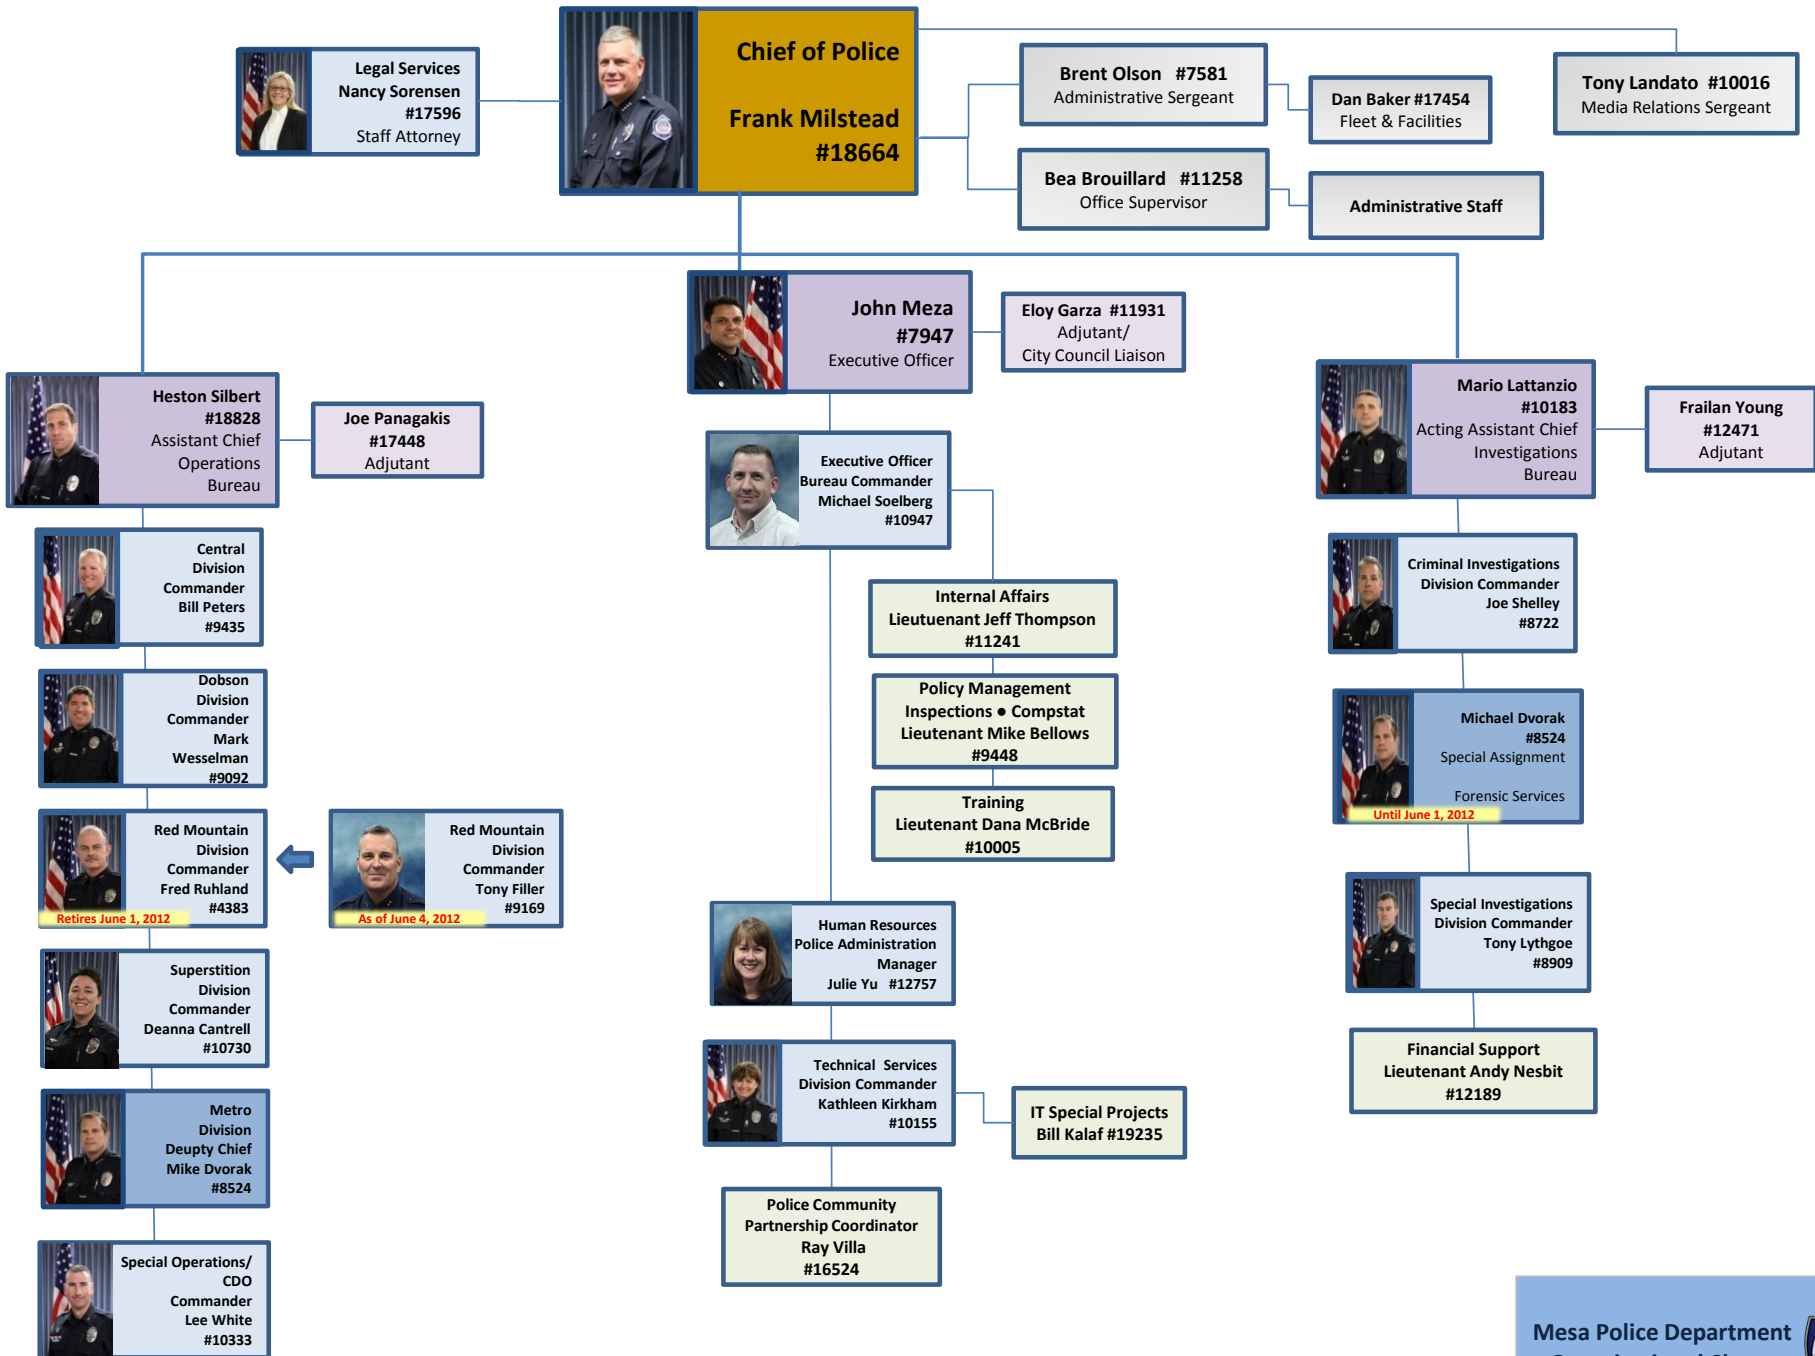 Chief of Police
Frank Milstead
#18664
Legal Services
Nancy Sorensen
#17596
Staff Attorney
Brent Olson #7581
Administrative Sergeant
Dan Baker #17454
Fleet & Facilities
Tony Landato #10016
Media Relations Sergeant
Bea Brouillard #11258
Office Supervisor
Administrative Staff
John Meza
#7947
Executive Officer
Eloy Garza #11931
Adjutant/
City Council Liaison
Heston Silbert
#18828
Assistant Chief
Operations
Bureau
Joe Panagakis
#17448
Adjutant
Central
Division
Commander
Bill Peters
#9435
Dobson
Division
Commander
Mark
Wesselman
#9092
Red Mountain
Division
Commander
Fred Ruhland
#4383
Retires June 1, 2012
Red Mountain
Division
Commander
Tony Filler
#9169
As of June 4, 2012
Superstition
Division
Commander
Deanna Cantrell
#10730
Metro
Division
Deupty Chief
Mike Dvorak
#8524
Special Operations/
CDO
Commander
Lee White
#10333
Executive Officer
Bureau Commander
Michael Soelberg
#10947
Internal Affairs
Lieutuenant Jeff Thompson
#11241
Policy Management
Inspections ● Compstat
Lieutenant Mike Bellows
#9448
Training
Lieutenant Dana McBride
#10005
Human Resources
Police Administration
Manager
Julie Yu #12757
Technical Services
Division Commander
Kathleen Kirkham
#10155
IT Special Projects
Bill Kalaf #19235
Police Community
Partnership Coordinator
Ray Villa
#16524
Mario Lattanzio
#10183
Acting Assistant Chief
Investigations
Bureau
Frailan Young
#12471
Adjutant
Criminal Investigations
Division Commander
Joe Shelley
#8722
Michael Dvorak
#8524
Special Assignment
Forensic Services
Until June 1, 2012
Special Investigations
Division Commander
Tony Lythgoe
#8909
Financial Support
Lieutenant Andy Nesbit
#12189
Mesa Police Department